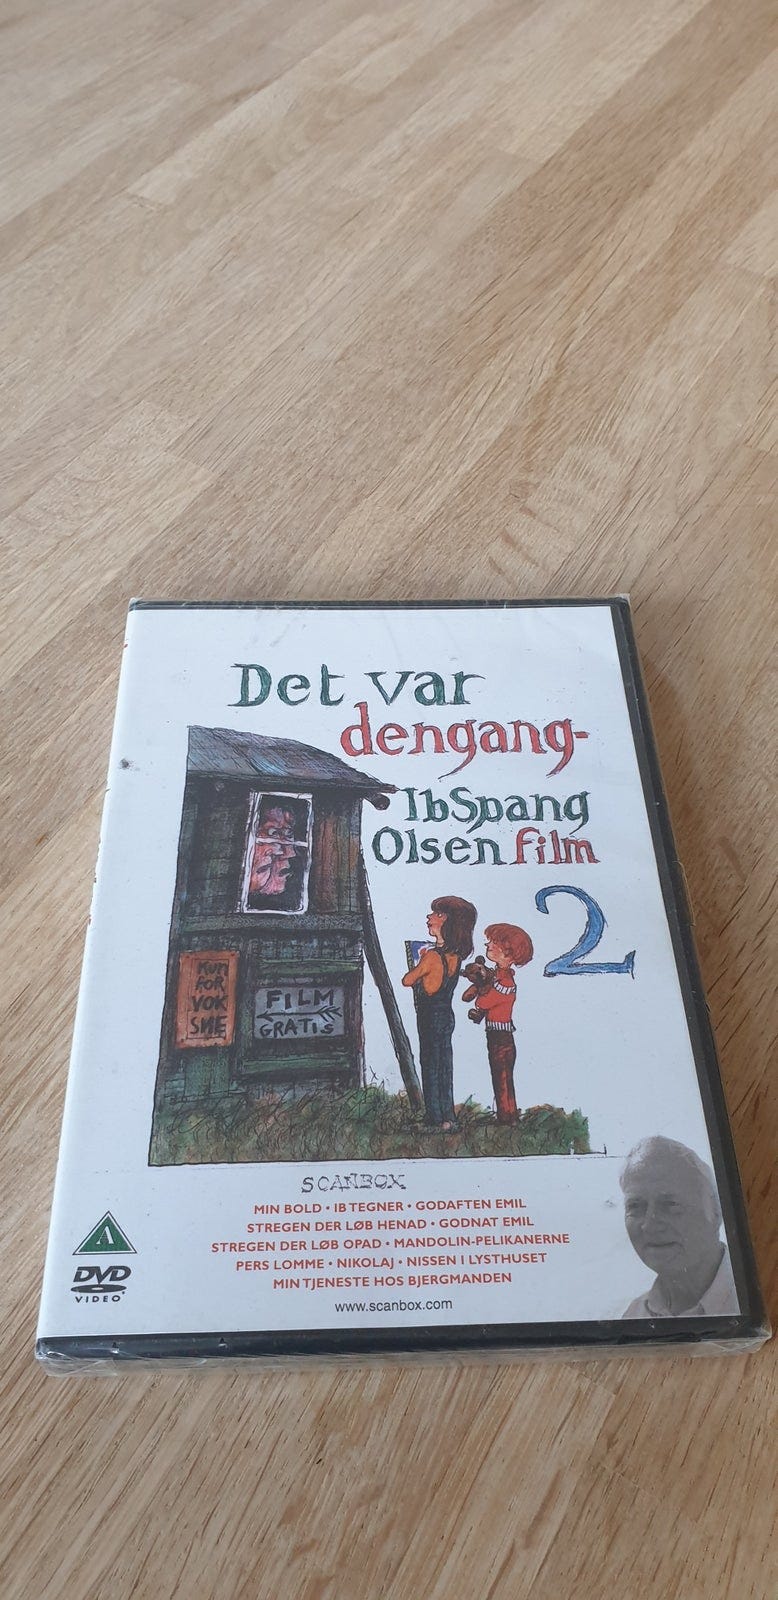 Det var
dengang-
Ib Spang
Olsen film
2
Kun
for
VOK
SNE
FILM
GRATIS
SCANBOX
MIN BOLD • IB TEGNER • GODAFTEN EMIL
STREGEN DER LØB HENAD • GODNAT EMIL
STREGEN DER LØB OPAD • MANDOLIN-PELIKANERNE
PERS LOMME • NIKOLAJ • NISSEN I LYSTHUSET
MIN TJENESTE HOS BJERGMANDEN
www.scanbox.com
A
DVD
VIDEO